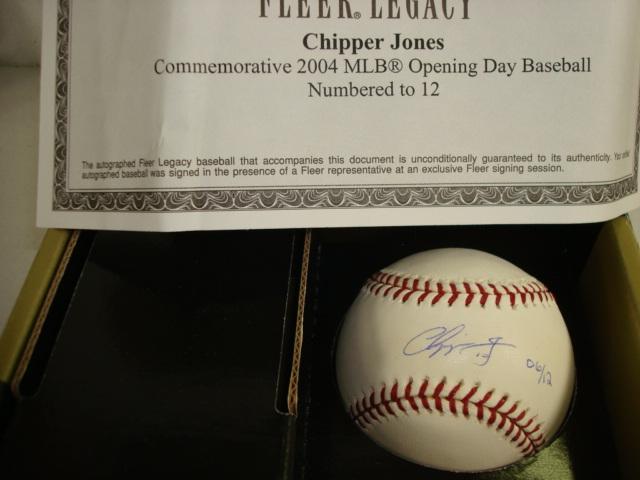 FLEER® LEGACY
Chipper Jones
Commemorative 2004 MLB® Opening Day Baseball
Numbered to 12
The autographed Fleer Legacy baseball that accompanies this document is unconditionally guaranteed to its authenticity. Your
autographed baseball was signed in the presence of a Fleer representative at an exclusive Fleer signing session.
06/12